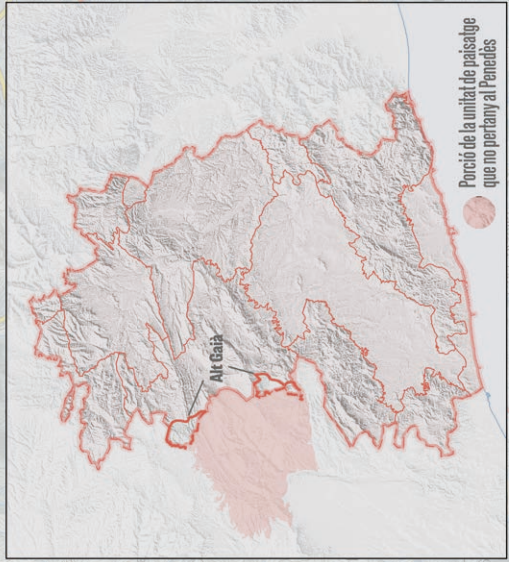 Alt Gaià
Porció de la unitat de paisatge
que no pertany al Penedès